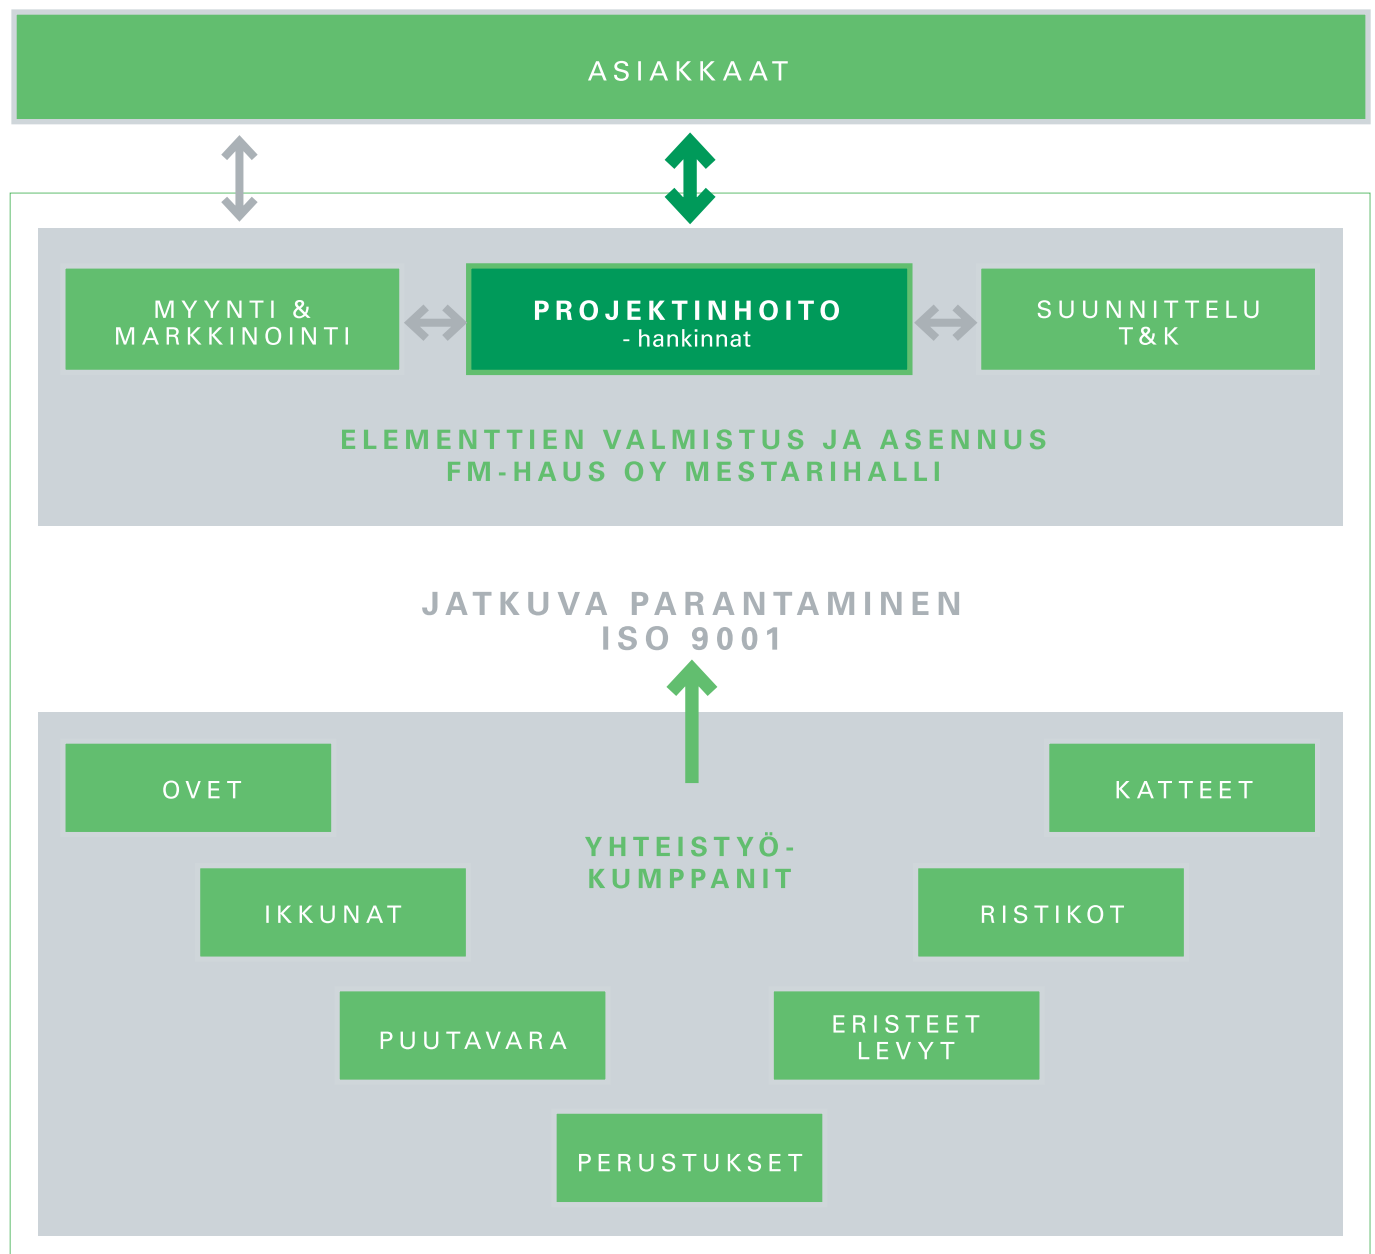 ASIAKKAAT
MYYNTI &
MARKKINOINTI
PROJEKTINHOITO
- hankinnat
SUUNNITTELU
T&K
ELEMENTTIEN VALMISTUS JA ASENNUS
FM-HAUS OY MESTARIHALLI
JATKUVA PARANTAMINEN
ISO 9001
OVET
KATTEET
YHTEISTYÖ-
KUMPPANIT
IKKUNAT
RISTIKOT
PUUTAVARA
ERISTEET
LEVYT
PERUSTUKSET